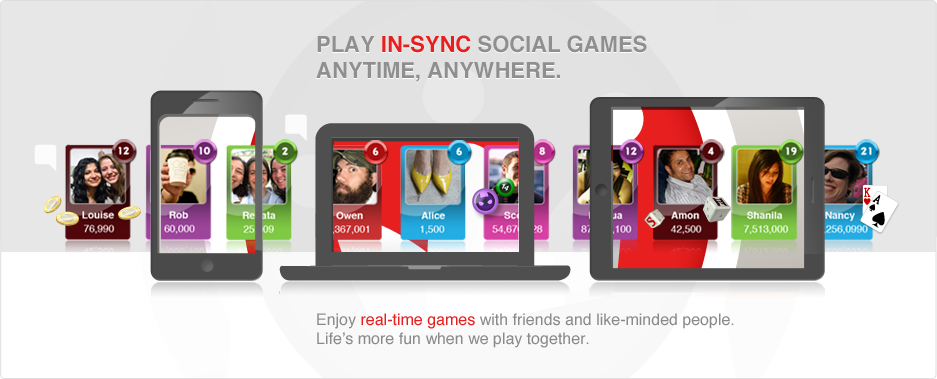 PLAY IN-SYNC SOCIAL GAMES
ANYTIME, ANYWHERE.
12
10
2
6
6
8
12
4
19
21
14
K
A
Louise
Rob
Owen
Alice
Amon
Shanila
Nancy
76,990
60,000
1,500
42,500
7,513,000
Enjoy real-time games with friends and like-minded people.
Life's more fun when we play together.